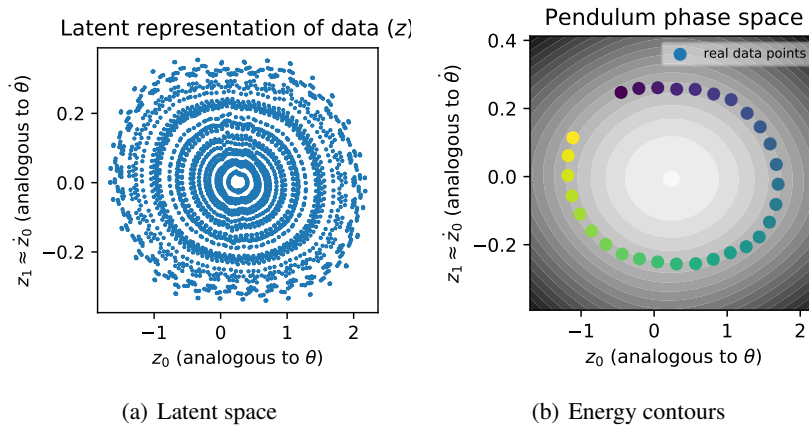 Latent representation of data (z)
z₁ ≈ ż₀ (analogous to θ̇)
0.2
0.0
−0.2
−1
0
1
2
z₀ (analogous to θ)
(a) Latent space
Pendulum phase space
real data points
z₁ ≈ ż₀ (analogous to θ̇)
0.4
0.2
0.0
−0.2
−1
0
1
z₀ (analogous to θ)
(b) Energy contours